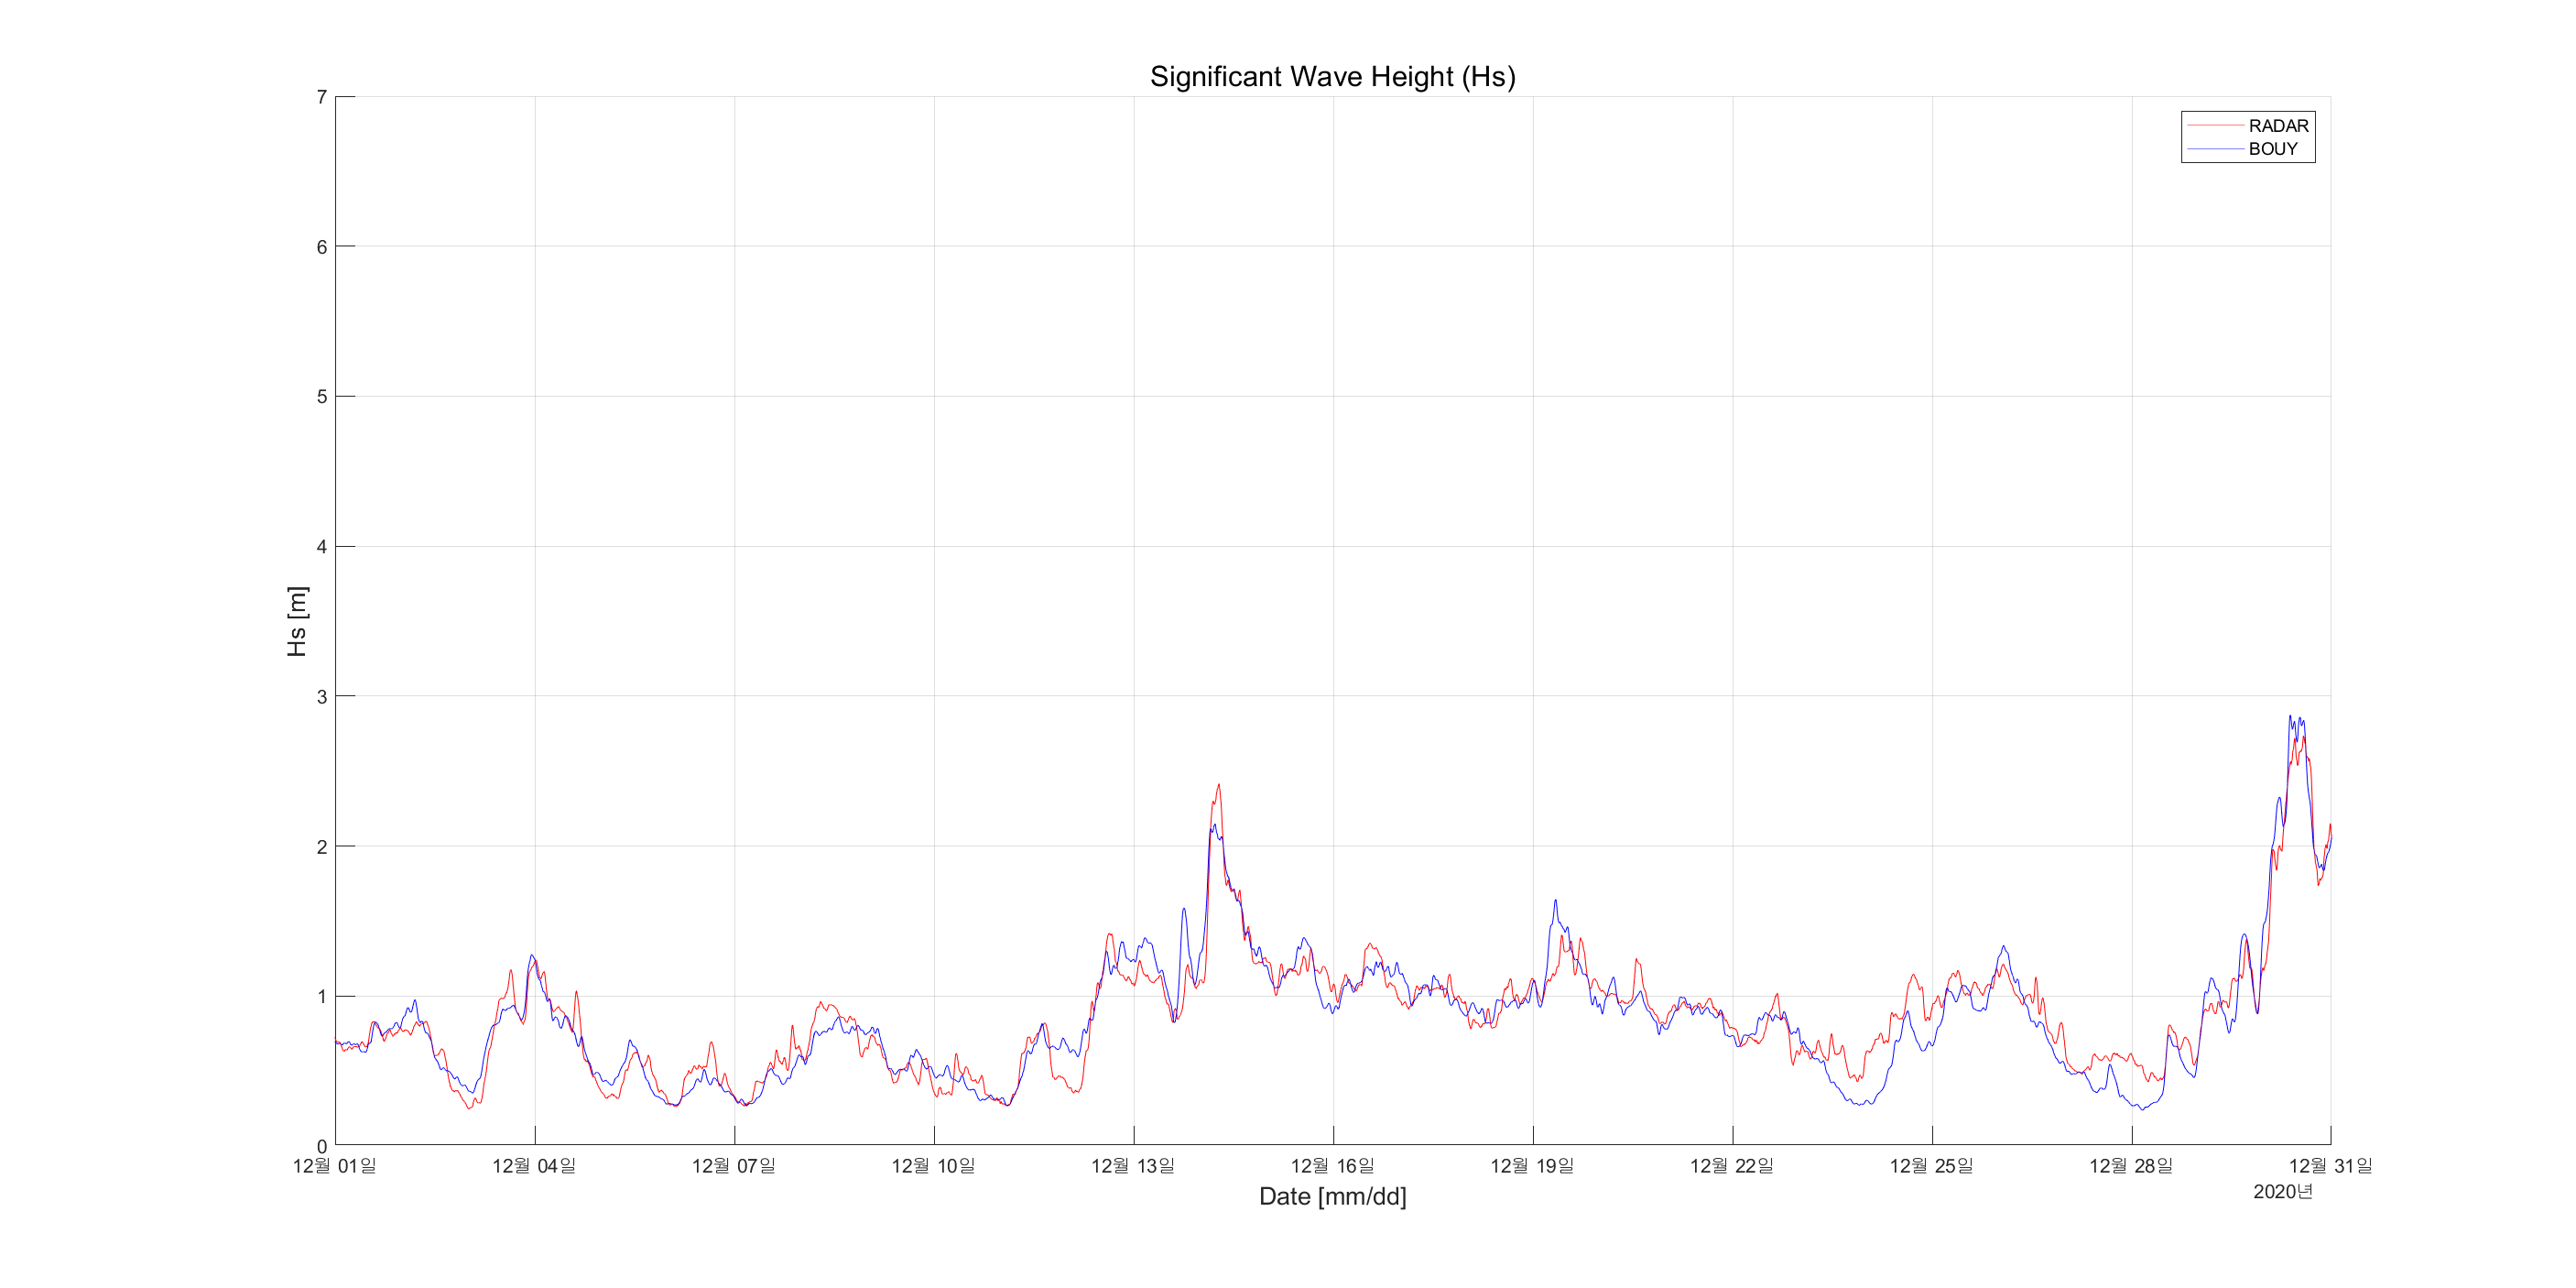 Significant Wave Height (Hs)
RADAR
BOUY
7
6
5
4
3
2
1
0
Hs [m]
12월 01일
12월 04일
12월 07일
12월 10일
12월 13일
12월 16일
12월 19일
12월 22일
12월 25일
12월 28일
12월 31일
2020년
Date [mm/dd]